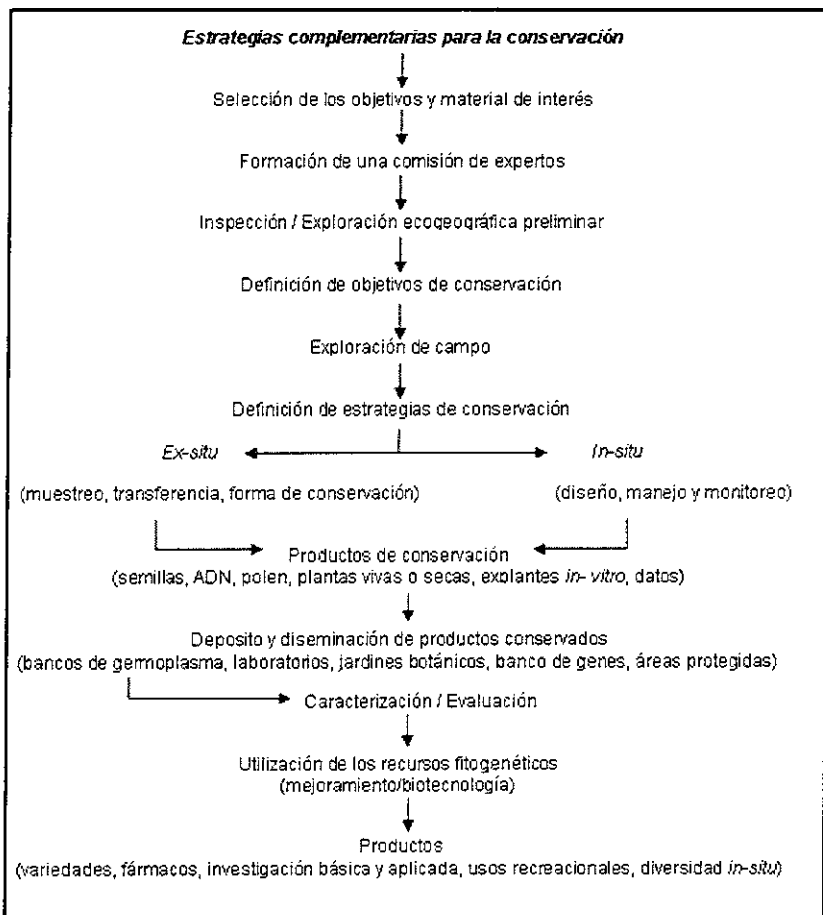 Estrategias complementarias para la conservación
Selección de los objetivos y material de interés
Formación de una comisión de expertos
Inspección / Exploración ecogeográfica preliminar
Definición de objetivos de conservación
Exploración de campo
Definición de estrategias de conservación
Ex-situ In-situ
(muestreo, transferencia, forma de conservación) (diseño, manejo y monitoreo)
Productos de conservación
(semillas, ADN, polen, plantas vivas o secas, explantes in-vitro, datos)
Deposito y diseminación de productos conservados
(bancos de germoplasma, laboratorios, jardines botánicos, banco de genes, áreas protegidas)
Caracterización / Evaluación
Utilización de los recursos fitogenéticos
(mejoramiento/biotecnología)
Productos
(variedades, fármacos, investigación básica y aplicada, usos recreacionales, diversidad in-situ)